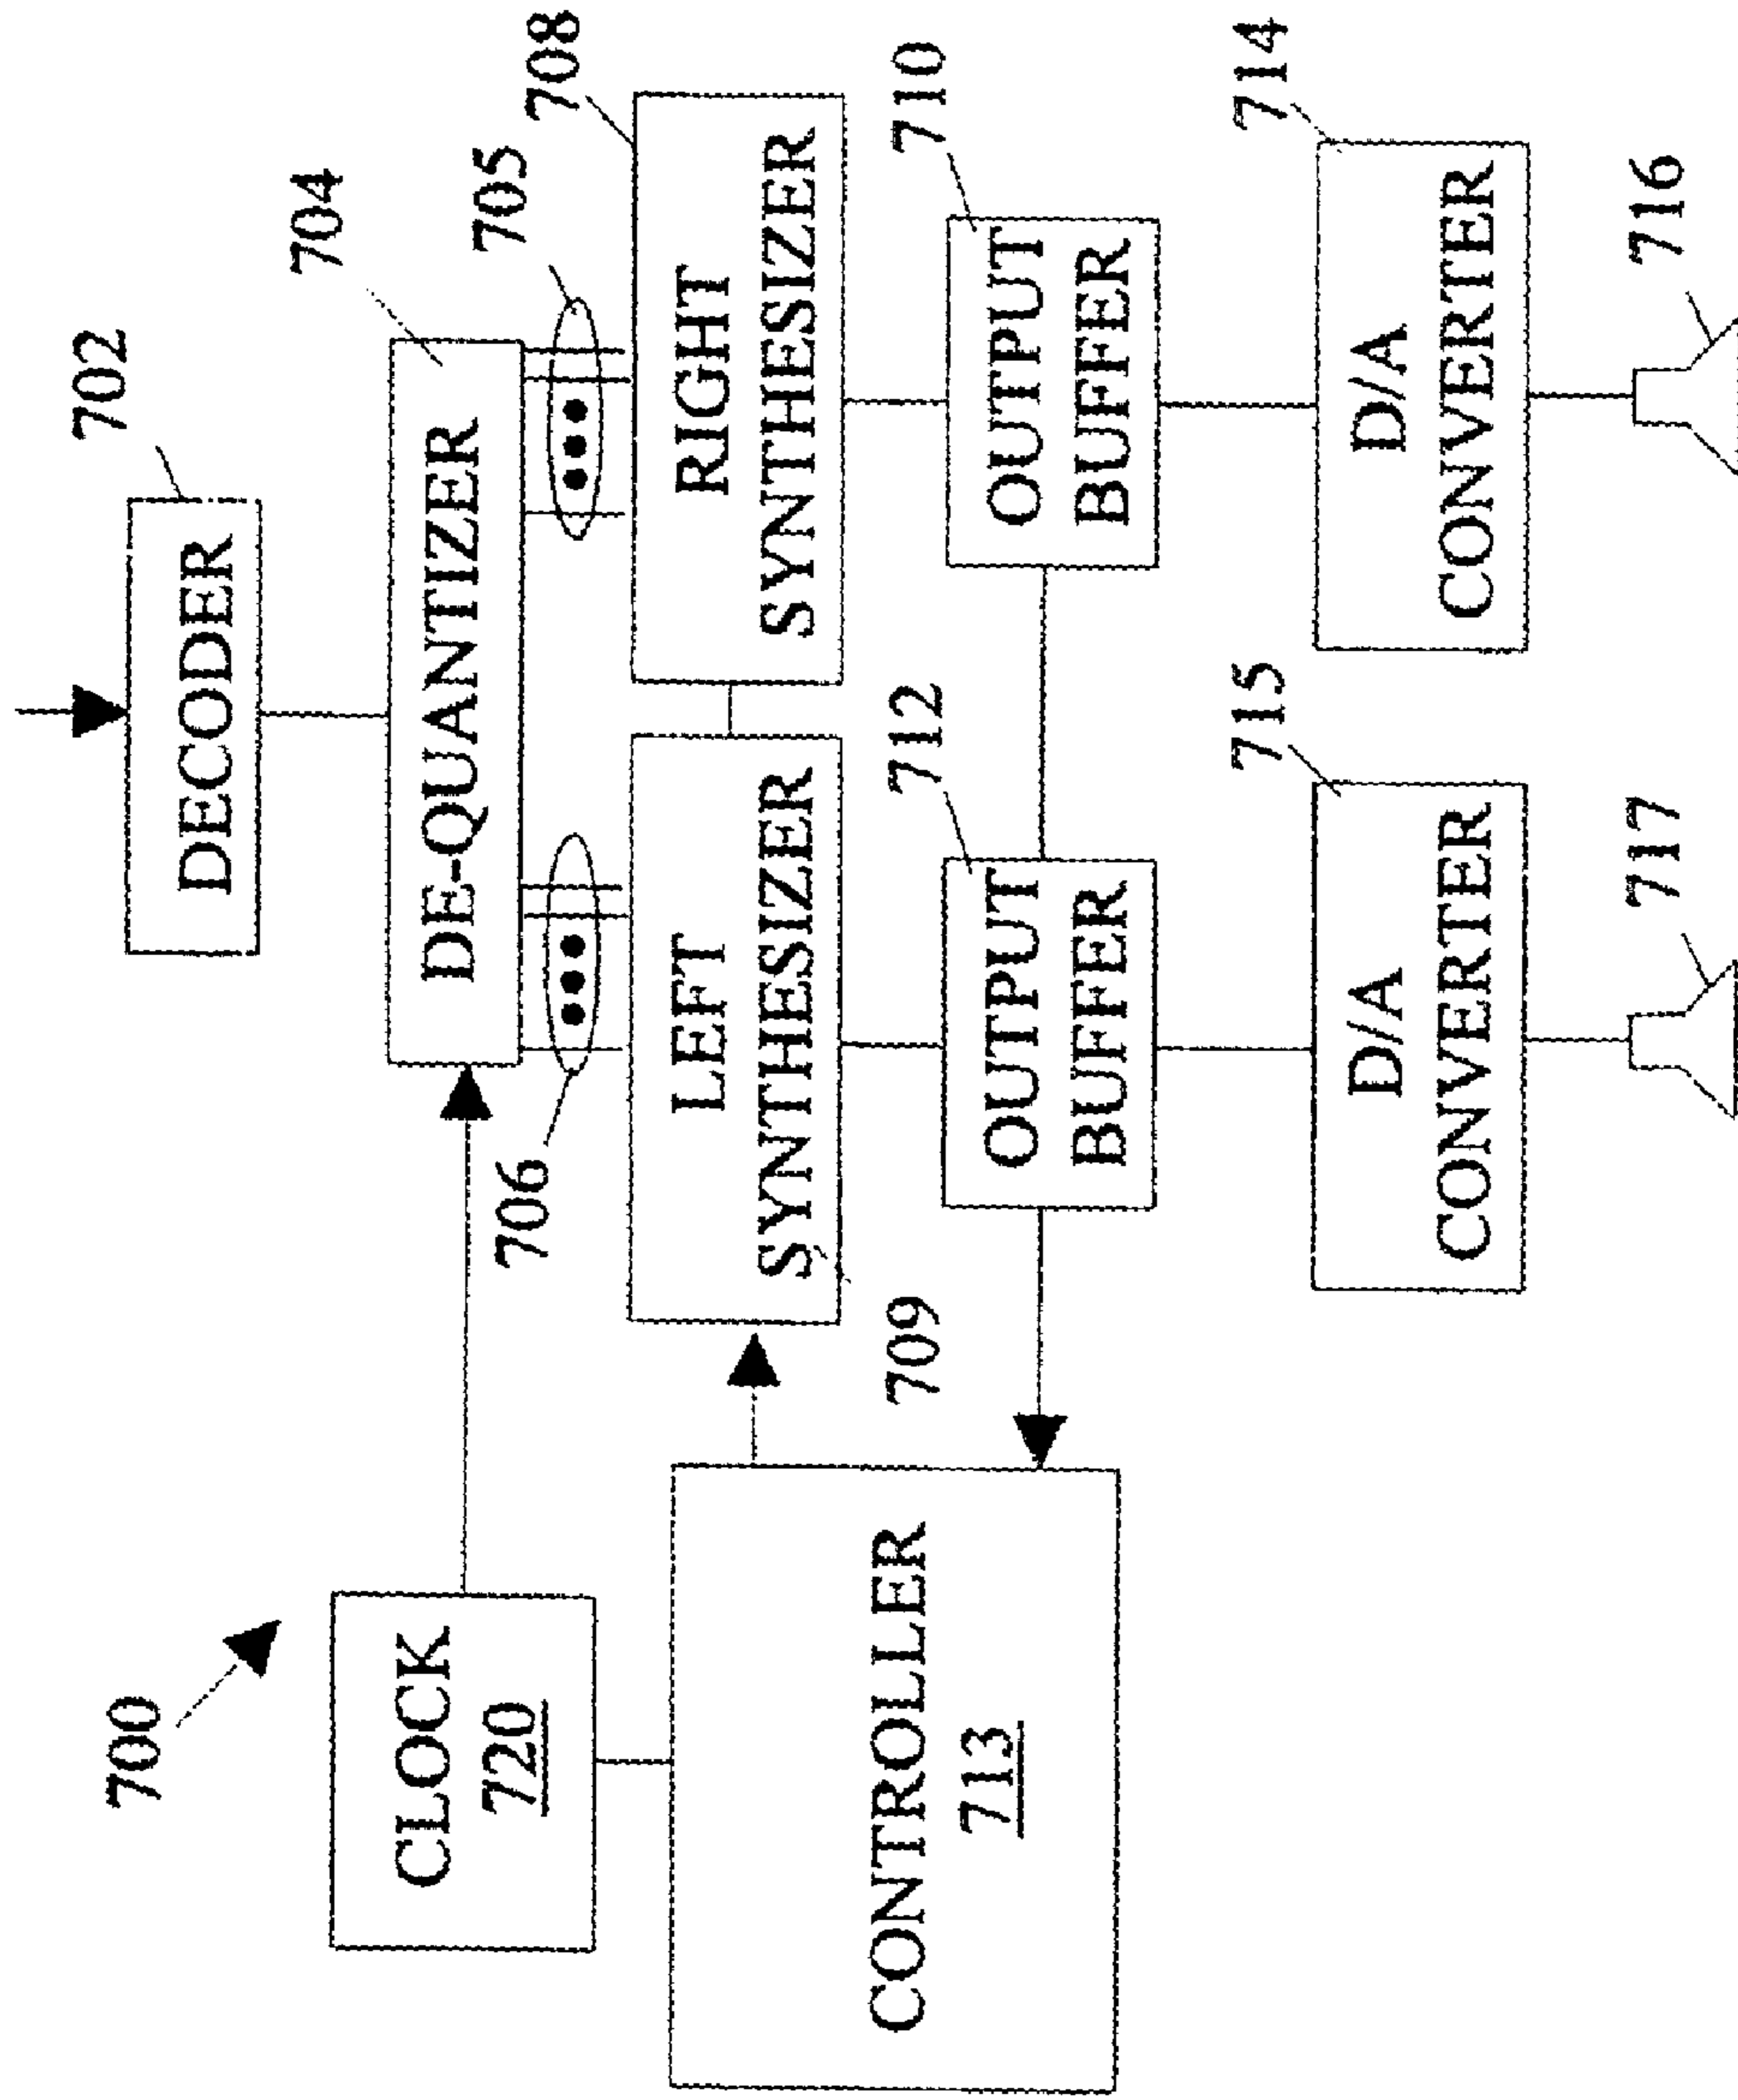 700
702
DECODER
704
DE-QUANTIZER
CLOCK
720
706
705
708
LEFT
SYNTHESIZER
RIGHT
SYNTHESIZER
709
CONTROLLER
713
712
OUTPUT
BUFFER
710
OUTPUT
BUFFER
715
D/A
CONVERTER
714
D/A
CONVERTER
717
716